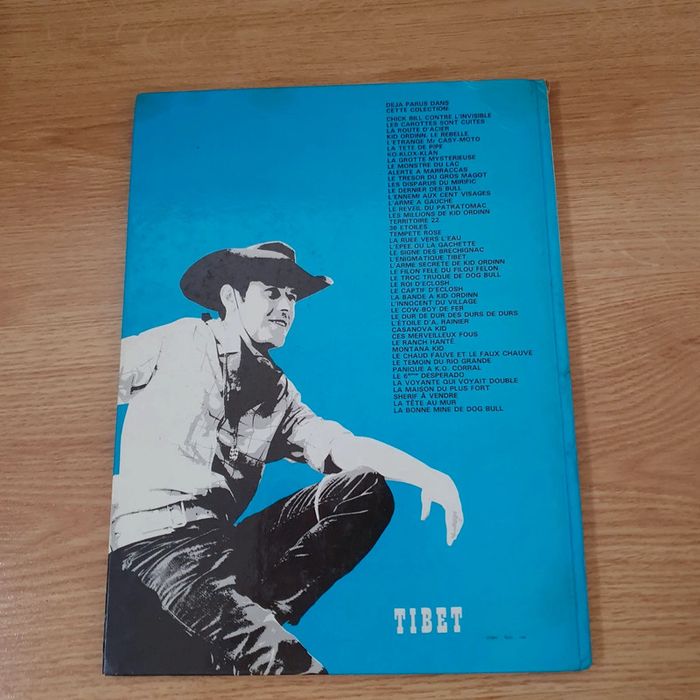 DEJA PARUS DANS
CETTE COLECTION:
CHICK BILL CONTRE L'INVISIBLE
LES CAROTTES SONT CUITES
LA ROUTE D'ACIER
KID ORDINN, LE REBELLE
L'ETRANGE Mr CASY-MOTO
LA TETE DE PIPE
KO-KLOX-KLAN
LA GROTTE MYSTERIEUSE
LE MONSTRE DU LAC
ALERTE A MARRACCAS
LE TRESOR DU GROS MAGOT
LES DISPARUS DU MIRIFIC
LE DERNIER DES BULL
L'ENNEMI AUX CENT VISAGES
L'ARME A GAUCHE
LE REVEIL DU PATRATOMAC
LES MILLIONS DE KID ORDINN
TERRITOIRE 22
36 ETOILES
TEMPETE ROSE
LA RUEE VERS L'EAU
L'EPEE OU LA GACHETTE
LE SIGNE DES BRECHIGNAC
L'ENIGMATIQUE TIBET
L'ARME SECRETE DE KID ORDINN
LE FILON FELE DU FILOU FELON
LE TROC TRUQUE DE DOG BULL
LE ROI D'ECLOSH
LE CAPTIF D'ECLOSH
LA BANDE A KID ORDINN
L'INNOCENT DU VILLAGE
LE COW-BOY DE FER
LE DUR DE DUR DES DURS DE DURS
L'ÉTOILE D'A. RAINIER
CASANOVA KID
CES MERVEILLEUX FOUS
LE RANCH HANTÉ
MONTANA KID
LE CHAUD FAUVE ET LE FAUX CHAUVE
LE TEMOIN DU RIO GRANDE
PANIQUE A K.O. CORRAL
LE 6ème DESPERADO
LA VOYANTE QUI VOYAIT DOUBLE
LA MAISON DU PLUS FORT
SHERIF À VENDRE
LA TÊTE AU MUR
LA BONNE MINE DE DOG BULL
TIBET